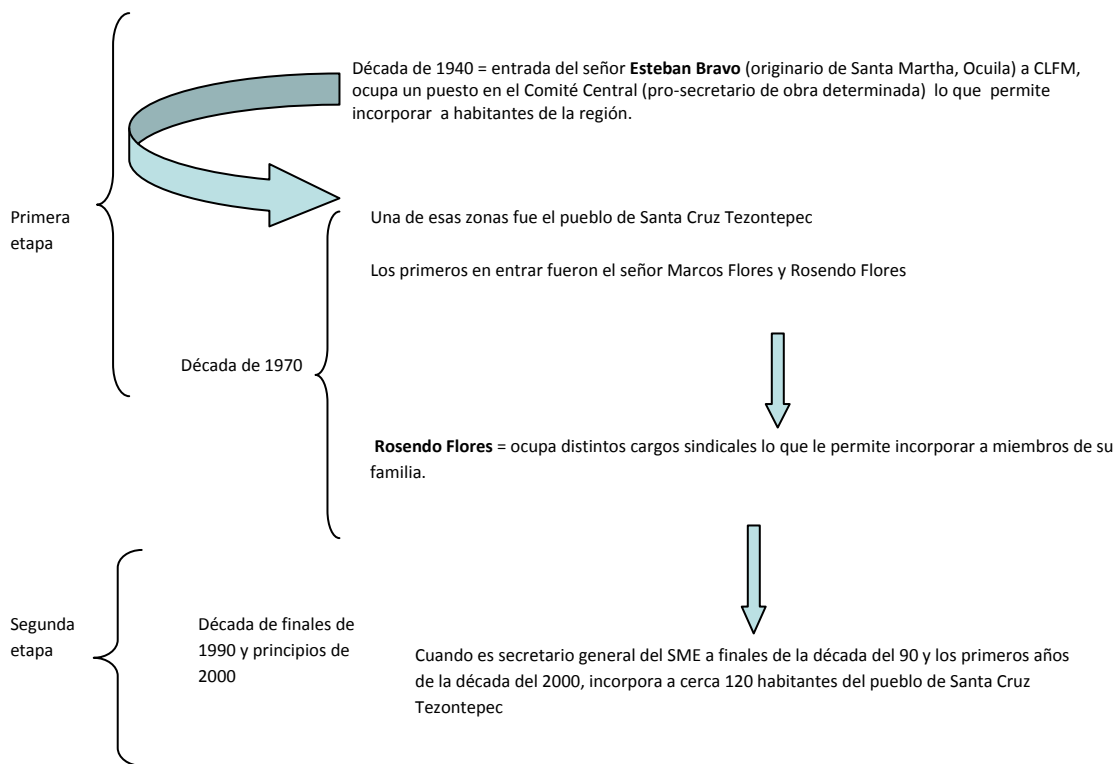 Década de 1940 = entrada del señor Esteban Bravo (originario de Santa Martha, Ocuila) a CLFM,
ocupa un puesto en el Comité Central (pro-secretario de obra determinada) lo que permite
incorporar a habitantes de la región.
Primera
etapa
Una de esas zonas fue el pueblo de Santa Cruz Tezontepec
Los primeros en entrar fueron el señor Marcos Flores y Rosendo Flores
Década de 1970
Rosendo Flores = ocupa distintos cargos sindicales lo que le permite incorporar a miembros de su
familia.
Segunda
etapa
Década de finales de
1990 y principios de
2000
Cuando es secretario general del SME a finales de la década del 90 y los primeros años
de la década del 2000, incorpora a cerca 120 habitantes del pueblo de Santa Cruz
Tezontepec